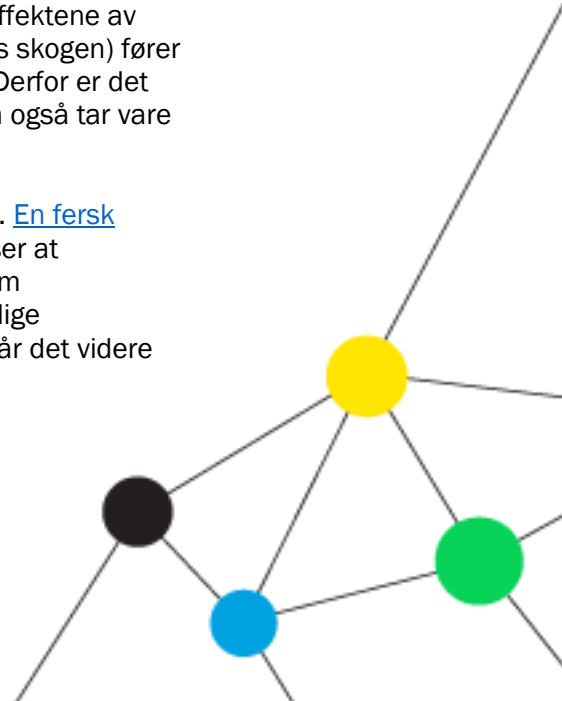 ffektene av
s skogen) fører
Derfor er det
også tar vare
. En fersk
er at
m
lige
år det videre